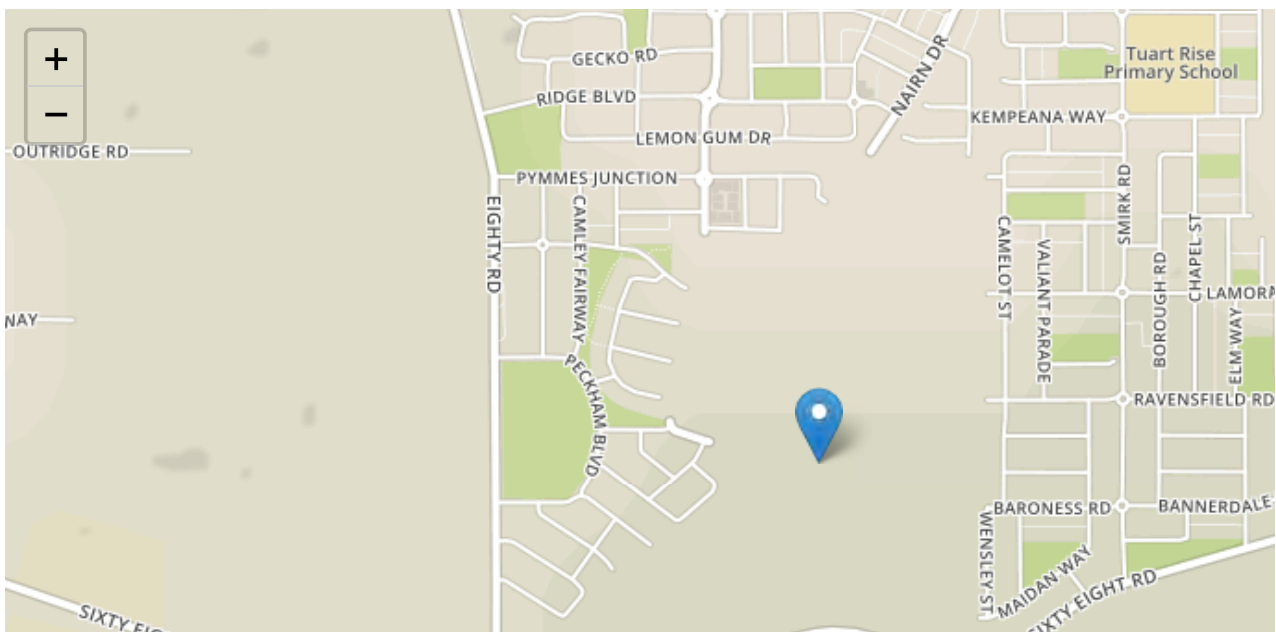 +
−
GECKO RD
RIDGE BLVD
LEMON GUM DR
NAIRN DR
Tuart Rise
Primary School
KEMPEANA WAY
OUTRIDGE RD
PYMMES JUNCTION
EIGHTY RD
CAMLEY FAIRWAY
SMIRK RD
CAMELOT ST
VALIANT PARADE
BOROUGH RD
CHAPEL ST
LAMORA
ELM WAY
NAY
PECKHAM BLVD
RAVENSFIELD RD
BARONESS RD
BANNERDALE
WENSLEY ST
MAIDAN WAY
SIXTY EIGHT RD
SIXTY EIG